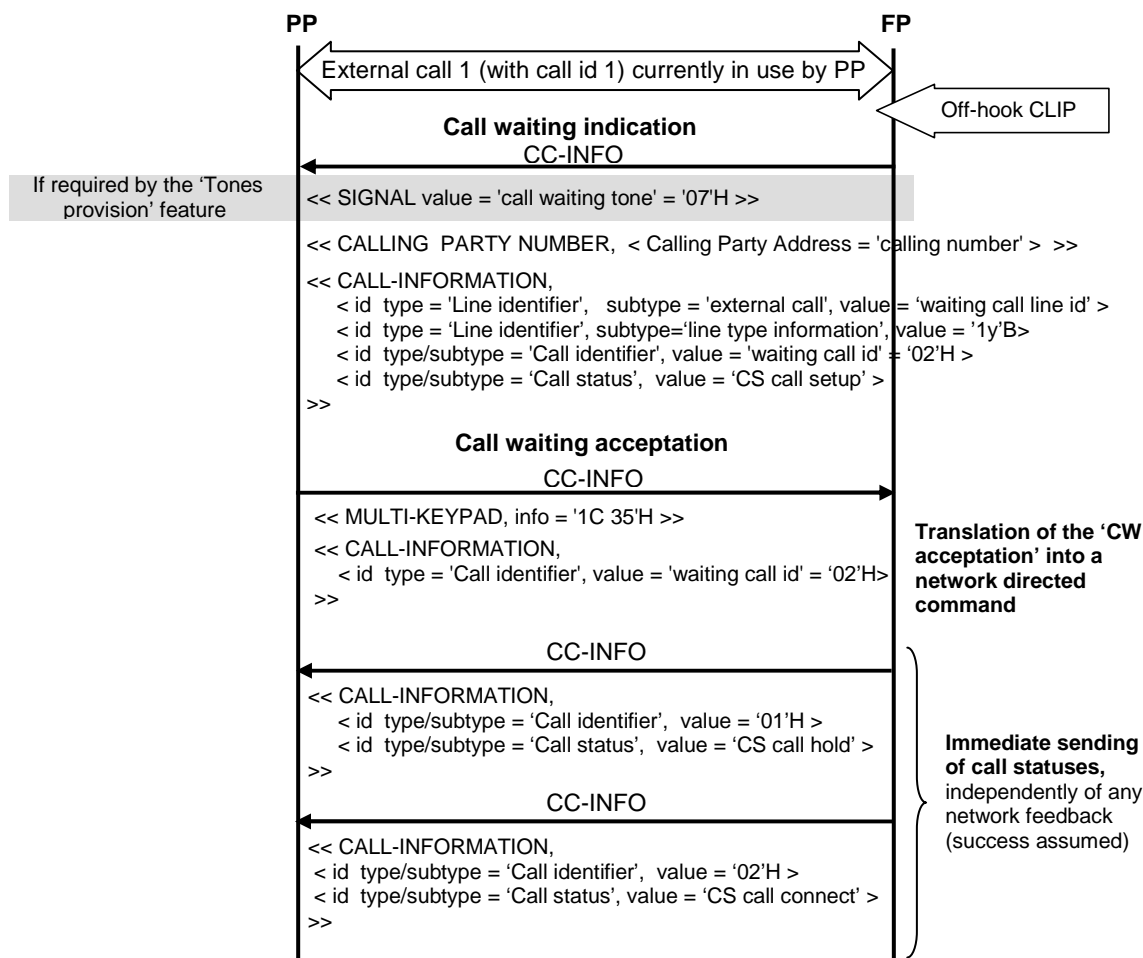 PP
FP
External call 1 (with call id 1) currently in use by PP
Off-hook CLIP
Call waiting indication
CC-INFO
If required by the ‘Tones
provision’ feature
<< SIGNAL value = 'call waiting tone' = '07'H >>
<< CALLING PARTY NUMBER, < Calling Party Address = 'calling number' > >>
<< CALL-INFORMATION,
< id type = 'Line identifier', subtype = 'external call', value = ‘waiting call line id’ >
< id type = ‘Line identifier’, subtype=‘line type information’, value = ’1y’B>
< id type/subtype = 'Call identifier', value = 'waiting call id' = ‘02’H >
< id type/subtype = ‘Call status’, value = ‘CS call setup’ >
>>
Call waiting acceptation
CC-INFO
<< MULTI-KEYPAD, info = '1C 35'H >>
<< CALL-INFORMATION,
< id type = 'Call identifier', value = 'waiting call id' = ‘02’H>
>>
Translation of the ‘CW
acceptation’ into a
network directed
command
CC-INFO
<< CALL-INFORMATION,
< id type/subtype = ‘Call identifier’, value = ‘01’H >
< id type/subtype = ‘Call status’, value = ‘CS call hold’ >
>>
Immediate sending
of call statuses,
independently of any
network feedback
(success assumed)
CC-INFO
<< CALL-INFORMATION,
< id type/subtype = ‘Call identifier’, value = ‘02’H >
< id type/subtype = ‘Call status’, value = ‘CS call connect’ >
>>